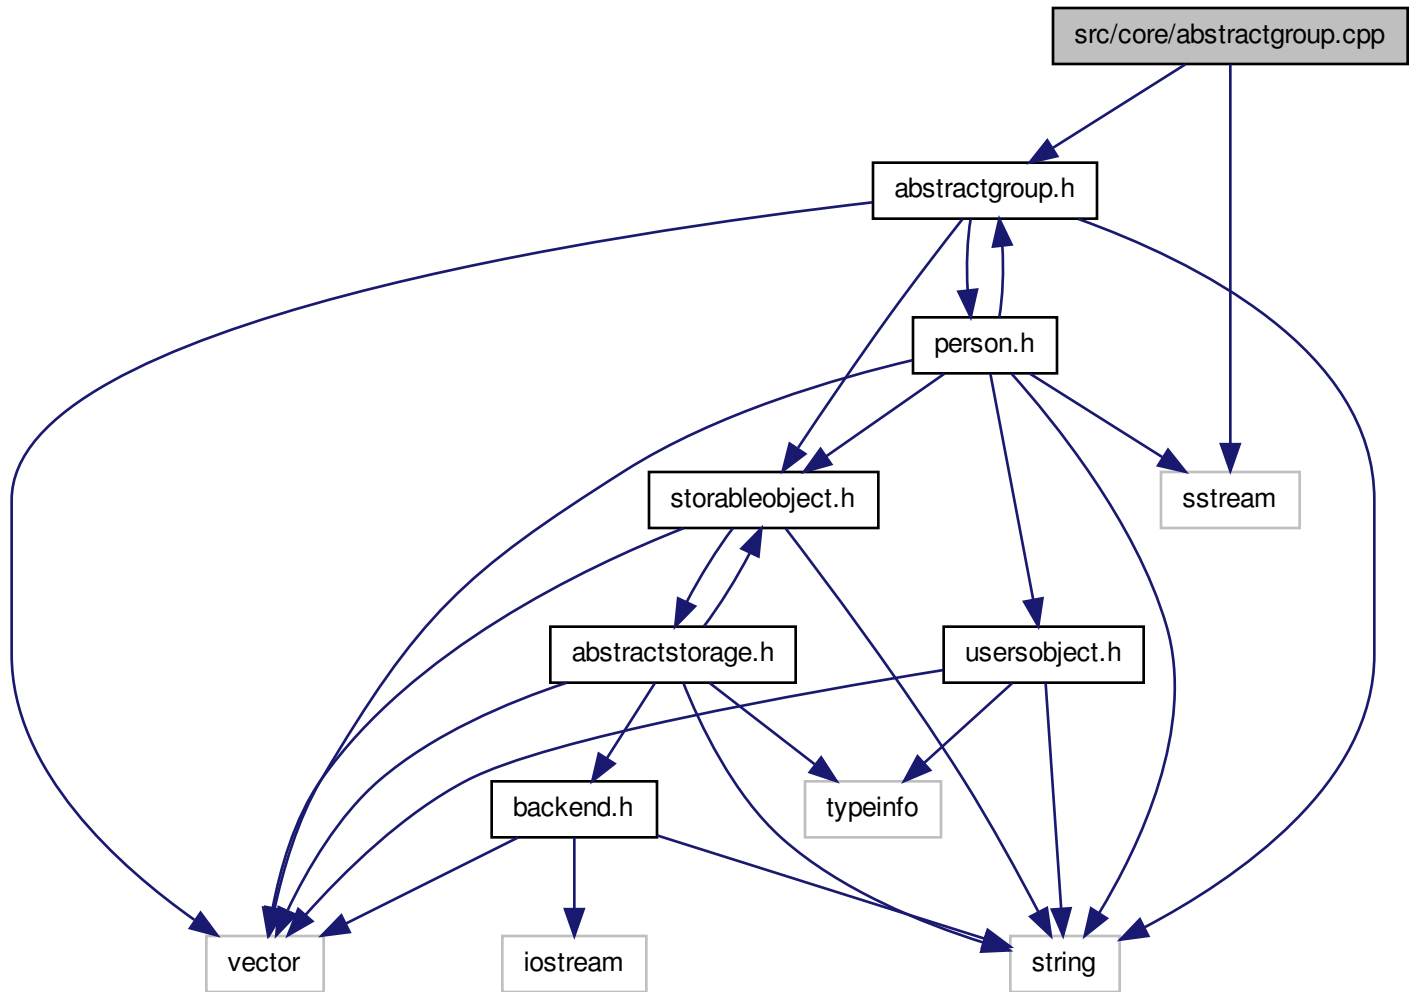 src/core/abstractgroup.cpp
abstractgroup.h
person.h
storableobject.h
sstream
abstractstorage.h
usersobject.h
backend.h
typeinfo
vector
iostream
string